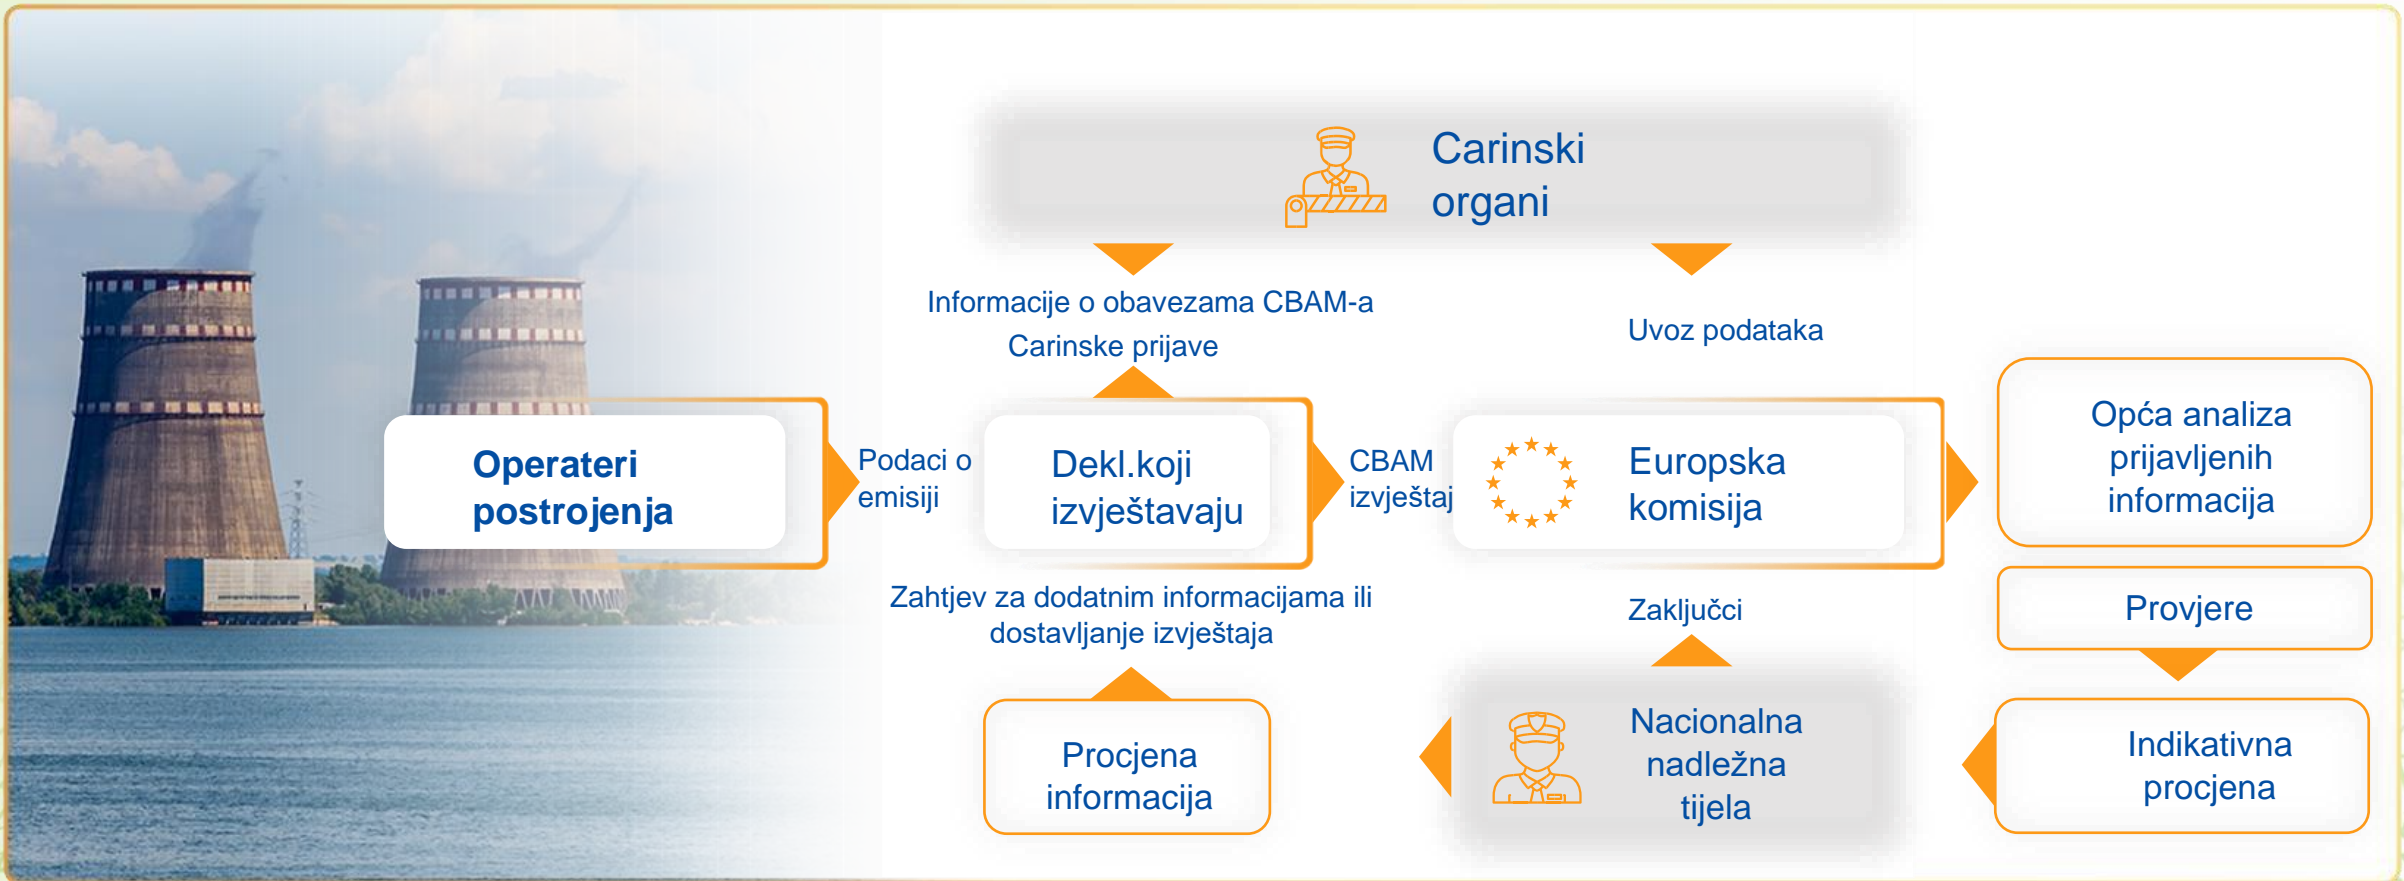 Carinski
organi
Informacije o obavezama CBAM-a
Carinske prijave
Uvoz podataka
Operateri
postrojenja
Podaci o
emisiji
Dekl.koji
izvještavaju
CBAM
izvještaj
Europska
komisija
Opća analiza
prijavljenih
informacija
Zahtjev za dodatnim informacijama ili
dostavljanje izvještaja
Zaključci
Provjere
Procjena
informacija
Nacionalna
nadležna
tijela
Indikativna
procjena